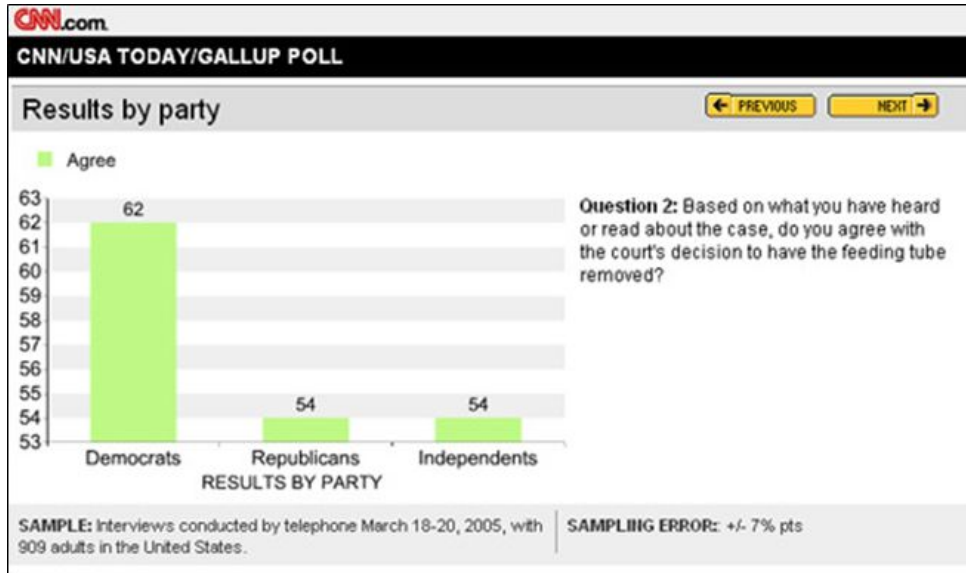 CNN.com
CNN/USA TODAY/GALLUP POLL
Results by party
PREVIOUS
NEXT
Agree
63
62
61
60
59
58
57
56
55
54
53
62
54
54
Democrats
Republicans
Independents
RESULTS BY PARTY
Question 2: Based on what you have heard
or read about the case, do you agree with
the court's decision to have the feeding tube
removed?
SAMPLE: Interviews conducted by telephone March 18-20, 2005, with
909 adults in the United States.
SAMPLING ERROR: +/- 7% pts